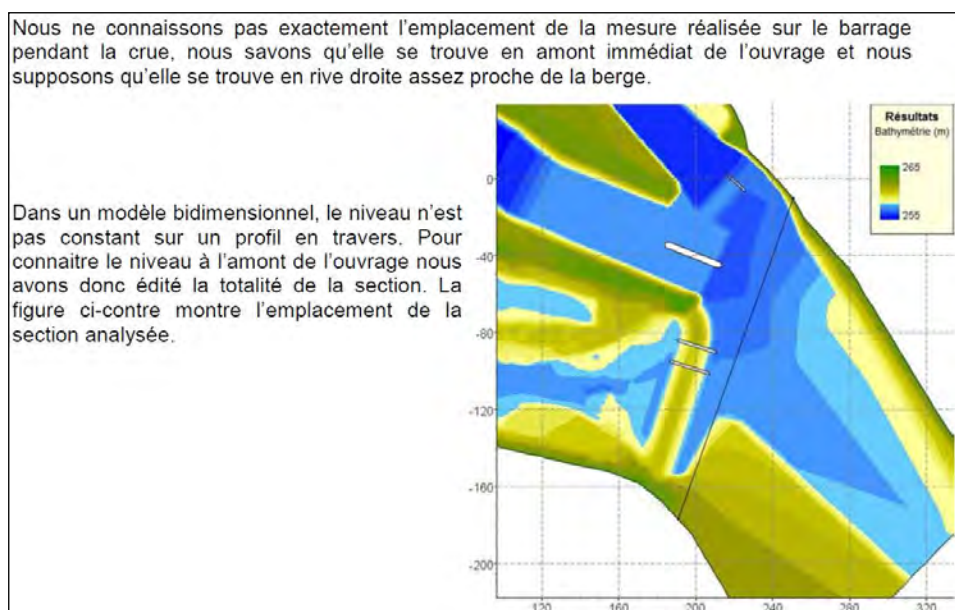 Nous ne connaissons pas exactement l'emplacement de la mesure réalisée sur le barrage
pendant la crue, nous savons qu'elle se trouve en amont immédiat de l'ouvrage et nous
supposons qu'elle se trouve en rive droite assez proche de la berge.
Dans un modèle bidimensionnel, le niveau n'est
pas constant sur un profil en travers. Pour
connaitre le niveau à l'amont de l'ouvrage nous
avons donc édité la totalité de la section. La
figure ci-contre montre l'emplacement de la
section analysée.
Résultats
Bathymétrie (m)
265
255
0
-40
-80
-120
-160
-200
120
160
200
240
280
320